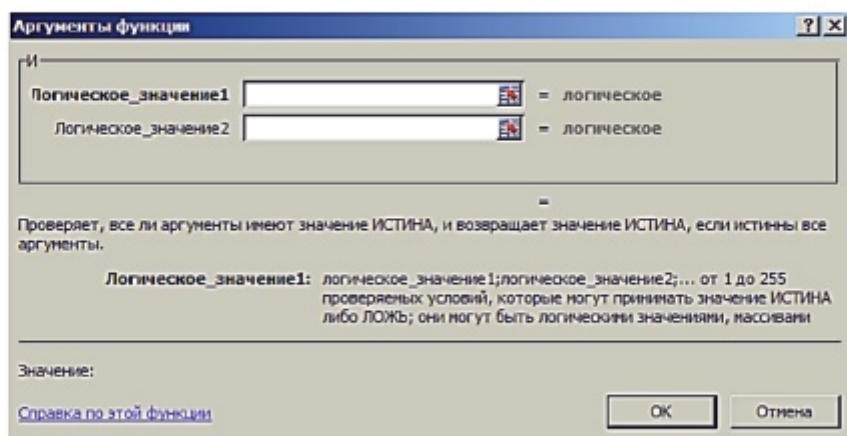 Аргументы функции
И
Логическое_значение1 = логическое
Логическое_значение2 = логическое
=
Проверяет, все ли аргументы имеют значение ИСТИНА, и возвращает значение ИСТИНА, если истинны все
аргументы.
Логическое_значение1: логическое_значение1;логическое_значение2;... от 1 до 255
проверяемых условий, которые могут принимать значение ИСТИНА
либо ЛОЖЬ; они могут быть логическими значениями, массивами
Значение:
Справка по этой функции
ОК
Отмена